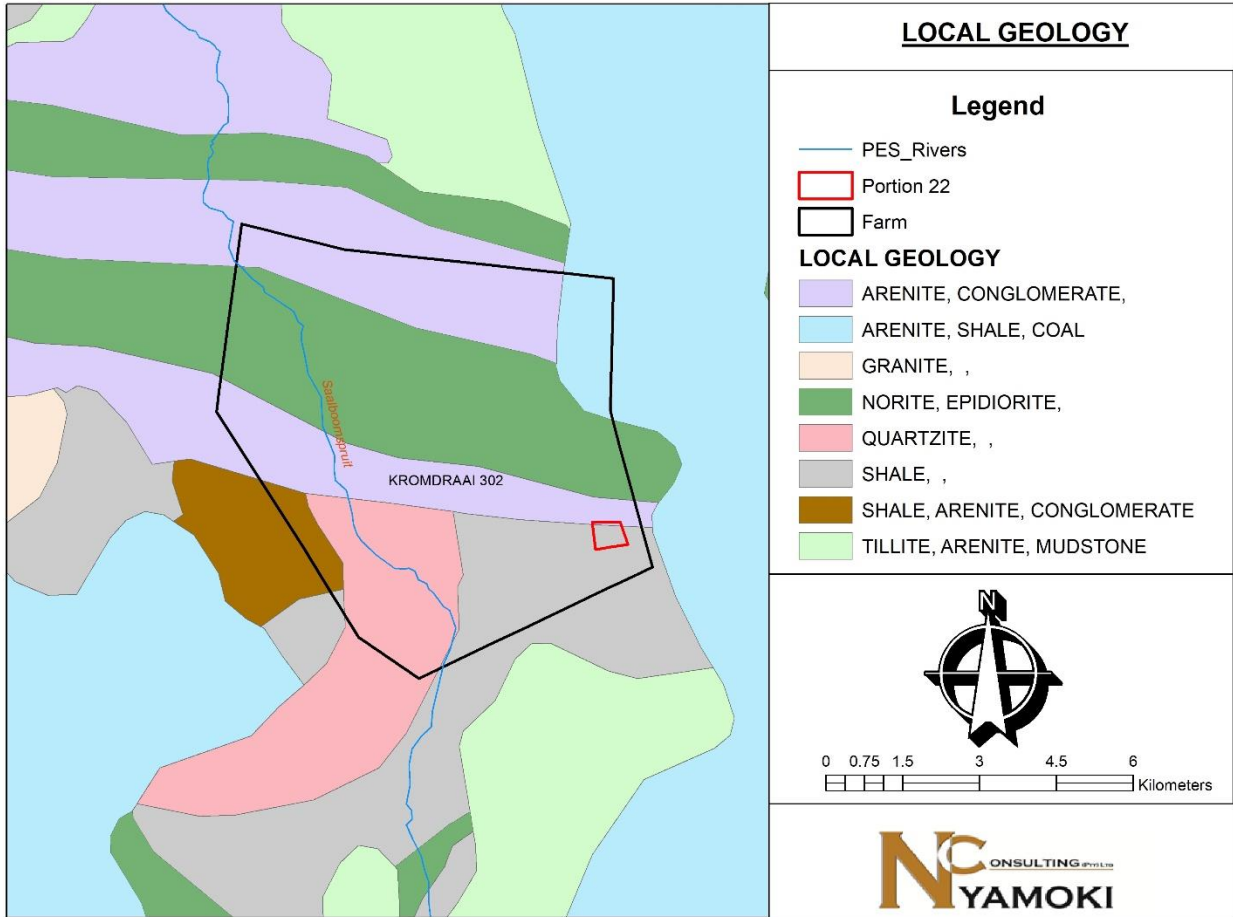 LOCAL GEOLOGY
Legend
PES_Rivers
Portion 22
Farm
LOCAL GEOLOGY
ARENITE, CONGLOMERATE,
ARENITE, SHALE, COAL
GRANITE, ,
NORITE, EPIDIORITE,
QUARTZITE, ,
SHALE, ,
SHALE, ARENITE, CONGLOMERATE
TILLITE, ARENITE, MUDSTONE
Saalboomspruit
KROMDRAAI 302
N
0 0.75 1.5 3 4.5 6
Kilometers
NC ONSULTING (Pty) Ltd
YAMOKI